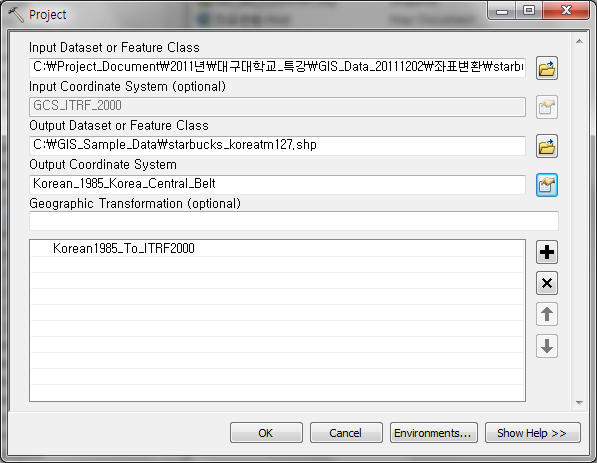 Project
Input Dataset or Feature Class
C:₩Project_Document₩2011년₩대구대학교_특강₩GIS_Data_20111202₩좌표변환₩starbu
Input Coordinate System (optional)
GCS_ITRF_2000
Output Dataset or Feature Class
C:₩GIS_Sample_Data₩starbucks_koreatm127.shp
Output Coordinate System
Korean_1985_Korea_Central_Belt
Geographic Transformation (optional)
Korean1985_To_ITRF2000
OK Cancel Environments... Show Help >>